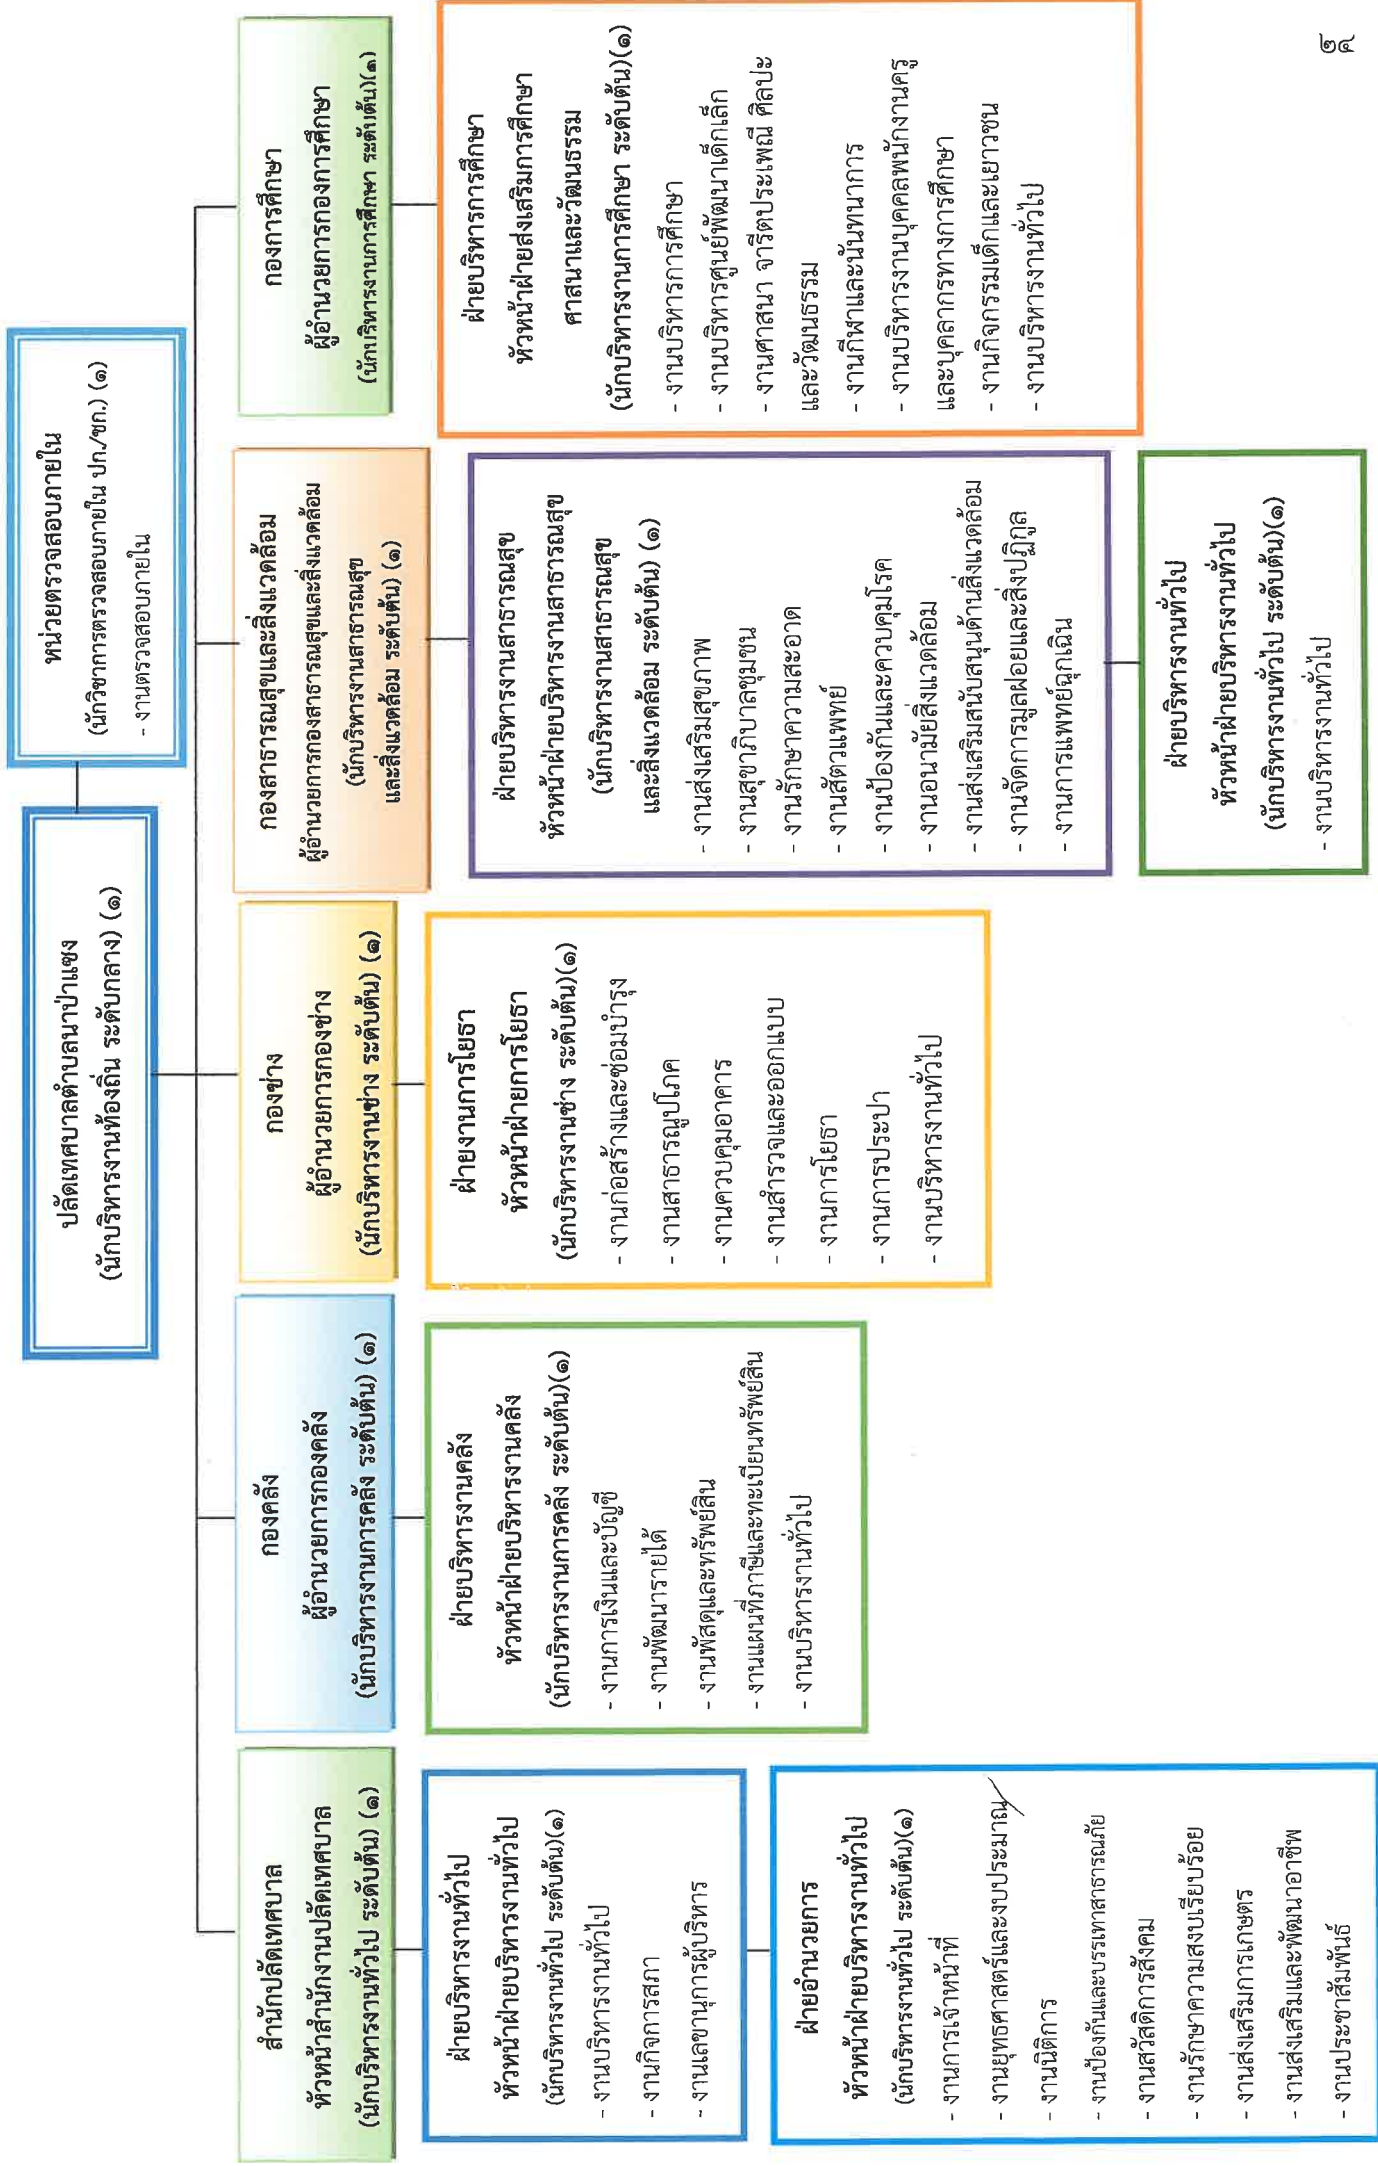 ปลัดเทศบาลตำบลนาป่าแซง
(นักบริหารงานท้องถิ่น ระดับกลาง) (๑)
หน่วยตรวจสอบภายใน
(นักวิชาการตรวจสอบภายใน ปก./ชก.) (๑)
- งานตรวจสอบภายใน
สำนักปลัดเทศบาล
หัวหน้าสำนักงานปลัดเทศบาล
(นักบริหารงานทั่วไป ระดับต้น) (๑)
ฝ่ายบริหารงานทั่วไป
หัวหน้าฝ่ายบริหารงานทั่วไป
(นักบริหารงานทั่วไป ระดับต้น)(๑)
- งานบริหารงานทั่วไป
- งานกิจการสภา
- งานเลขานุการผู้บริหาร
ฝ่ายอำนวยการ
หัวหน้าฝ่ายบริหารงานทั่วไป
(นักบริหารงานทั่วไป ระดับต้น)(๑)
- งานการเจ้าหน้าที่
- งานยุทธศาสตร์และงบประมาณ
- งานนิติการ
- งานป้องกันและบรรเทาสาธารณภัย
- งานสวัสดิการสังคม
- งานรักษาความสงบเรียบร้อย
- งานส่งเสริมการเกษตร
- งานส่งเสริมและพัฒนาอาชีพ
- งานประชาสัมพันธ์
กองคลัง
ผู้อำนวยการกองคลัง
(นักบริหารงานการคลัง ระดับต้น) (๑)
ฝ่ายบริหารงานคลัง
หัวหน้าฝ่ายบริหารงานคลัง
(นักบริหารงานการคลัง ระดับต้น)(๑)
- งานการเงินและบัญชี
- งานพัฒนารายได้
- งานพัสดุและทรัพย์สิน
- งานแผนที่ภาษีและทะเบียนทรัพย์สิน
- งานบริหารงานทั่วไป
กองช่าง
ผู้อำนวยการกองช่าง
(นักบริหารงานช่าง ระดับต้น) (๑)
ฝ่ายงานการโยธา
หัวหน้าฝ่ายการโยธา
(นักบริหารงานช่าง ระดับต้น)(๑)
- งานก่อสร้างและซ่อมบำรุง
- งานสาธารณูปโภค
- งานควบคุมอาคาร
- งานสำรวจและออกแบบ
- งานการโยธา
- งานการประปา
- งานบริหารงานทั่วไป
กองสาธารณสุขและสิ่งแวดล้อม
ผู้อำนวยการกองสาธารณสุขและสิ่งแวดล้อม
(นักบริหารงานสาธารณสุข
และสิ่งแวดล้อม ระดับต้น) (๑)
ฝ่ายบริหารงานสาธารณสุข
หัวหน้าฝ่ายบริหารงานสาธารณสุข
(นักบริหารงานสาธารณสุข
และสิ่งแวดล้อม ระดับต้น) (๑)
- งานส่งเสริมสุขภาพ
- งานสุขาภิบาลชุมชน
- งานรักษาความสะอาด
- งานสัตวแพทย์
- งานป้องกันและควบคุมโรค
- งานอนามัยสิ่งแวดล้อม
- งานส่งเสริมสนับสนุนด้านสิ่งแวดล้อม
- งานจัดการมูลฝอยและสิ่งปฏิกูล
- งานการแพทย์ฉุกเฉิน
ฝ่ายบริหารงานทั่วไป
หัวหน้าฝ่ายบริหารงานทั่วไป
(นักบริหารงานทั่วไป ระดับต้น)(๑)
- งานบริหารงานทั่วไป
กองการศึกษา
ผู้อำนวยการกองการศึกษา
(นักบริหารงานการศึกษา ระดับต้น)(๑)
ฝ่ายบริหารการศึกษา
หัวหน้าฝ่ายส่งเสริมการศึกษา
ศาสนาและวัฒนธรรม
(นักบริหารงานการศึกษา ระดับต้น)(๑)
- งานบริหารการศึกษา
- งานบริหารศูนย์พัฒนาเด็กเล็ก
- งานศาสนา จารีตประเพณี ศิลปะ
และวัฒนธรรม
- งานกีฬาและนันทนาการ
- งานบริหารงานบุคคลพนักงานครู
และบุคลากรทางการศึกษา
- งานกิจกรรมเด็กและเยาวชน
- งานบริหารงานทั่วไป
๒๔